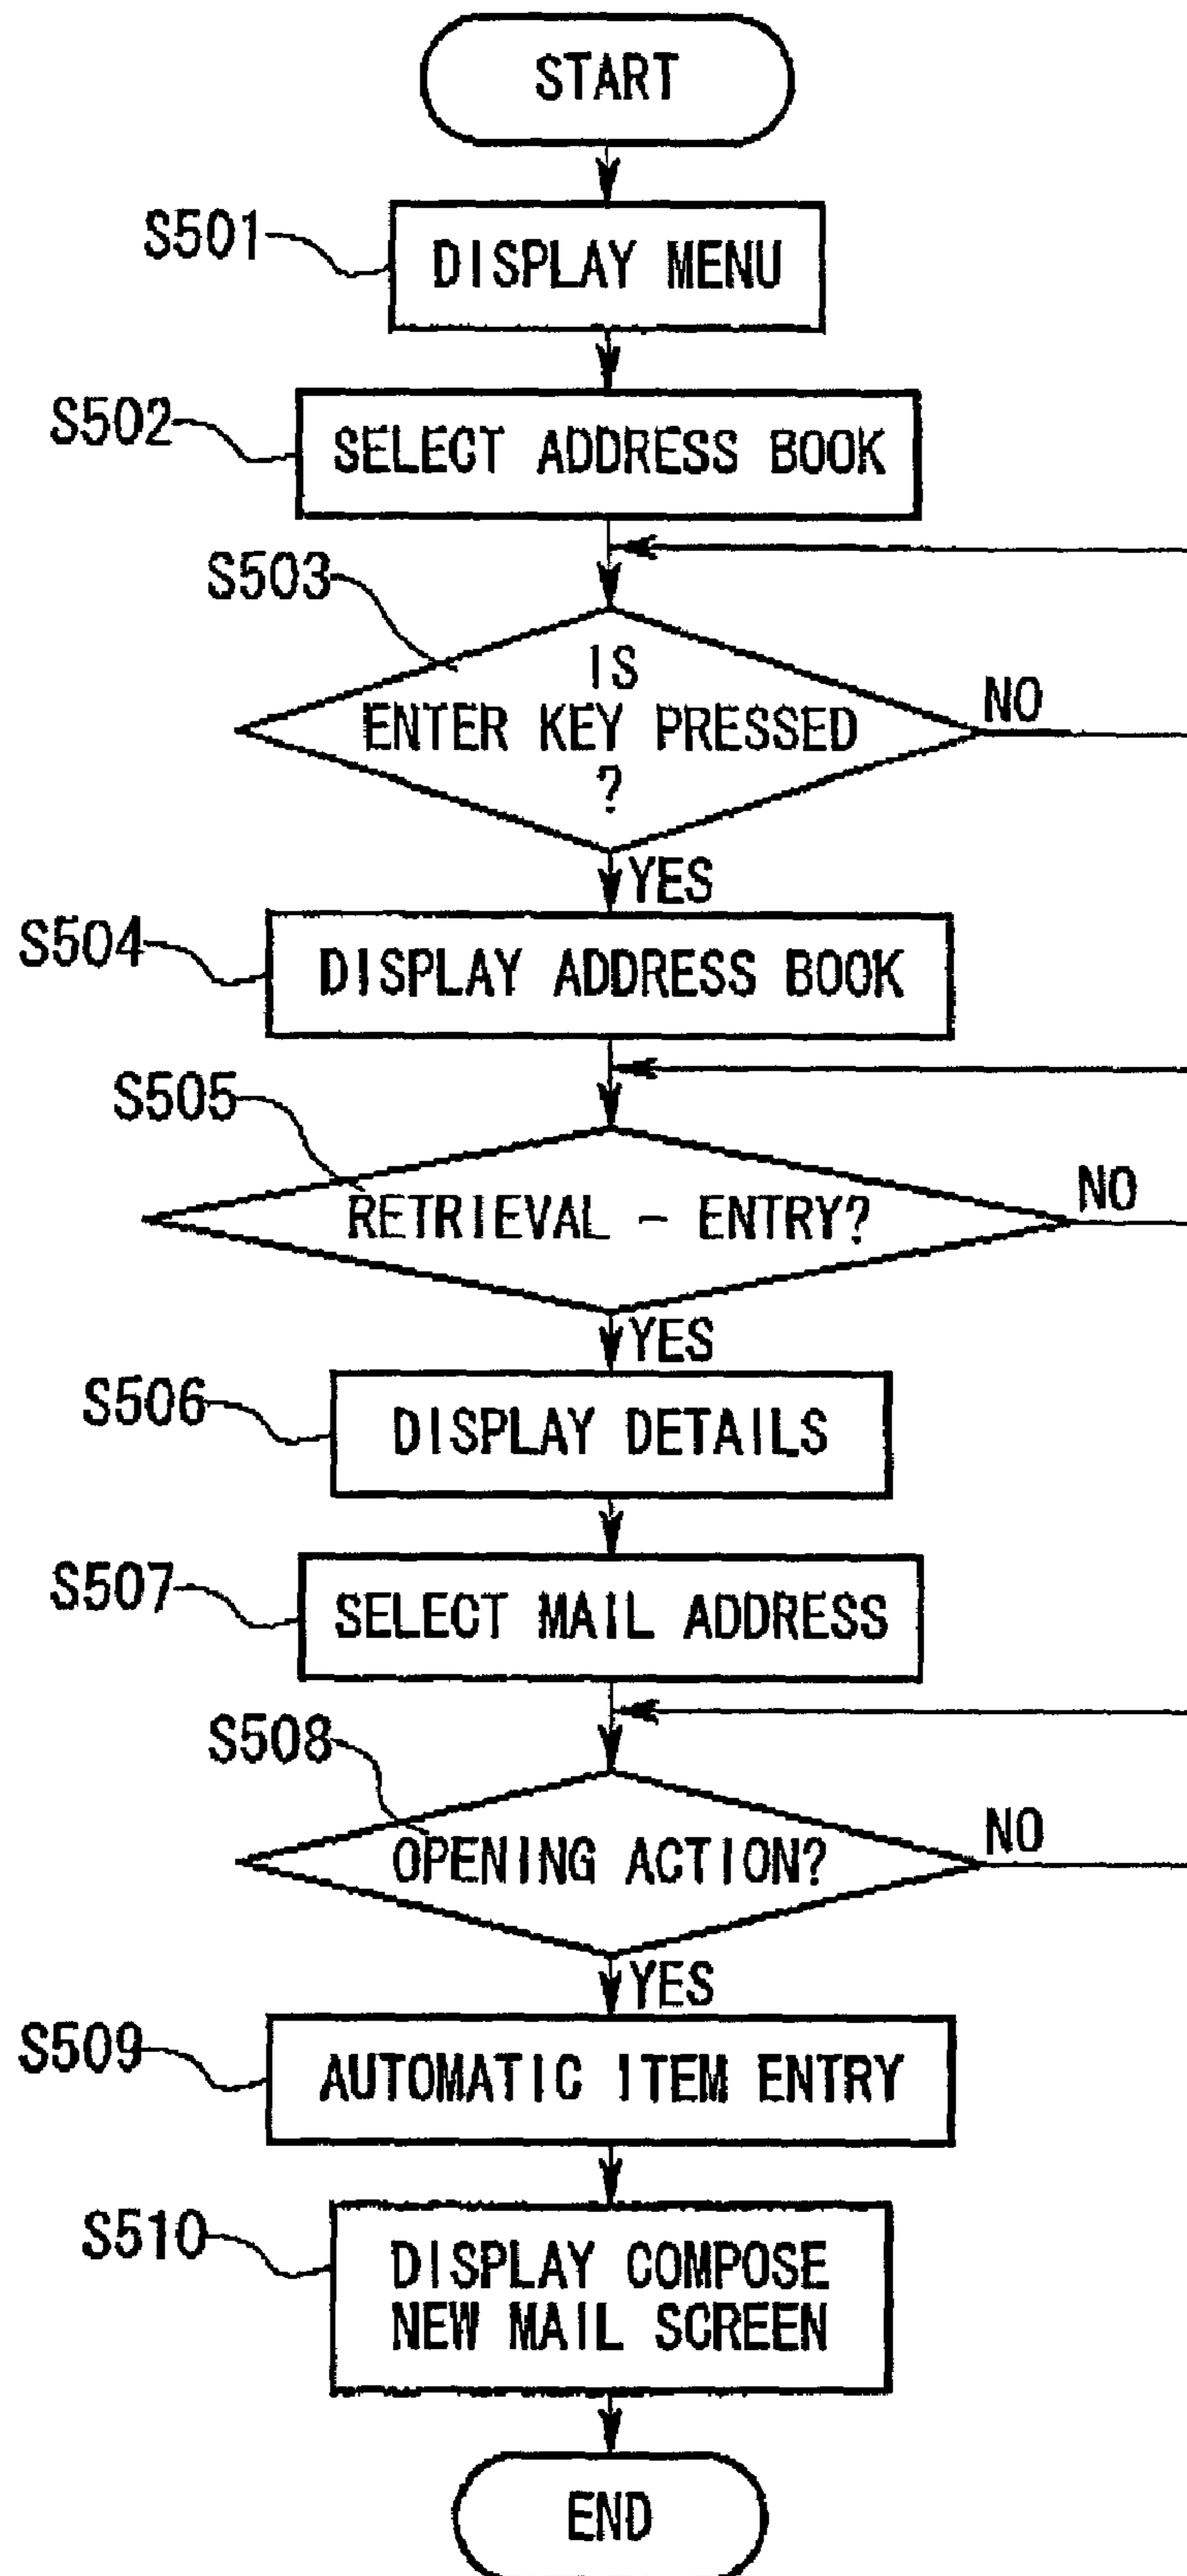 START
S501
DISPLAY MENU
S502
SELECT ADDRESS BOOK
S503
IS
ENTER KEY PRESSED
?
NO
YES
S504
DISPLAY ADDRESS BOOK
S505
RETRIEVAL - ENTRY?
NO
YES
S506
DISPLAY DETAILS
S507
SELECT MAIL ADDRESS
S508
OPENING ACTION?
NO
YES
S509
AUTOMATIC ITEM ENTRY
S510
DISPLAY COMPOSE
NEW MAIL SCREEN
END